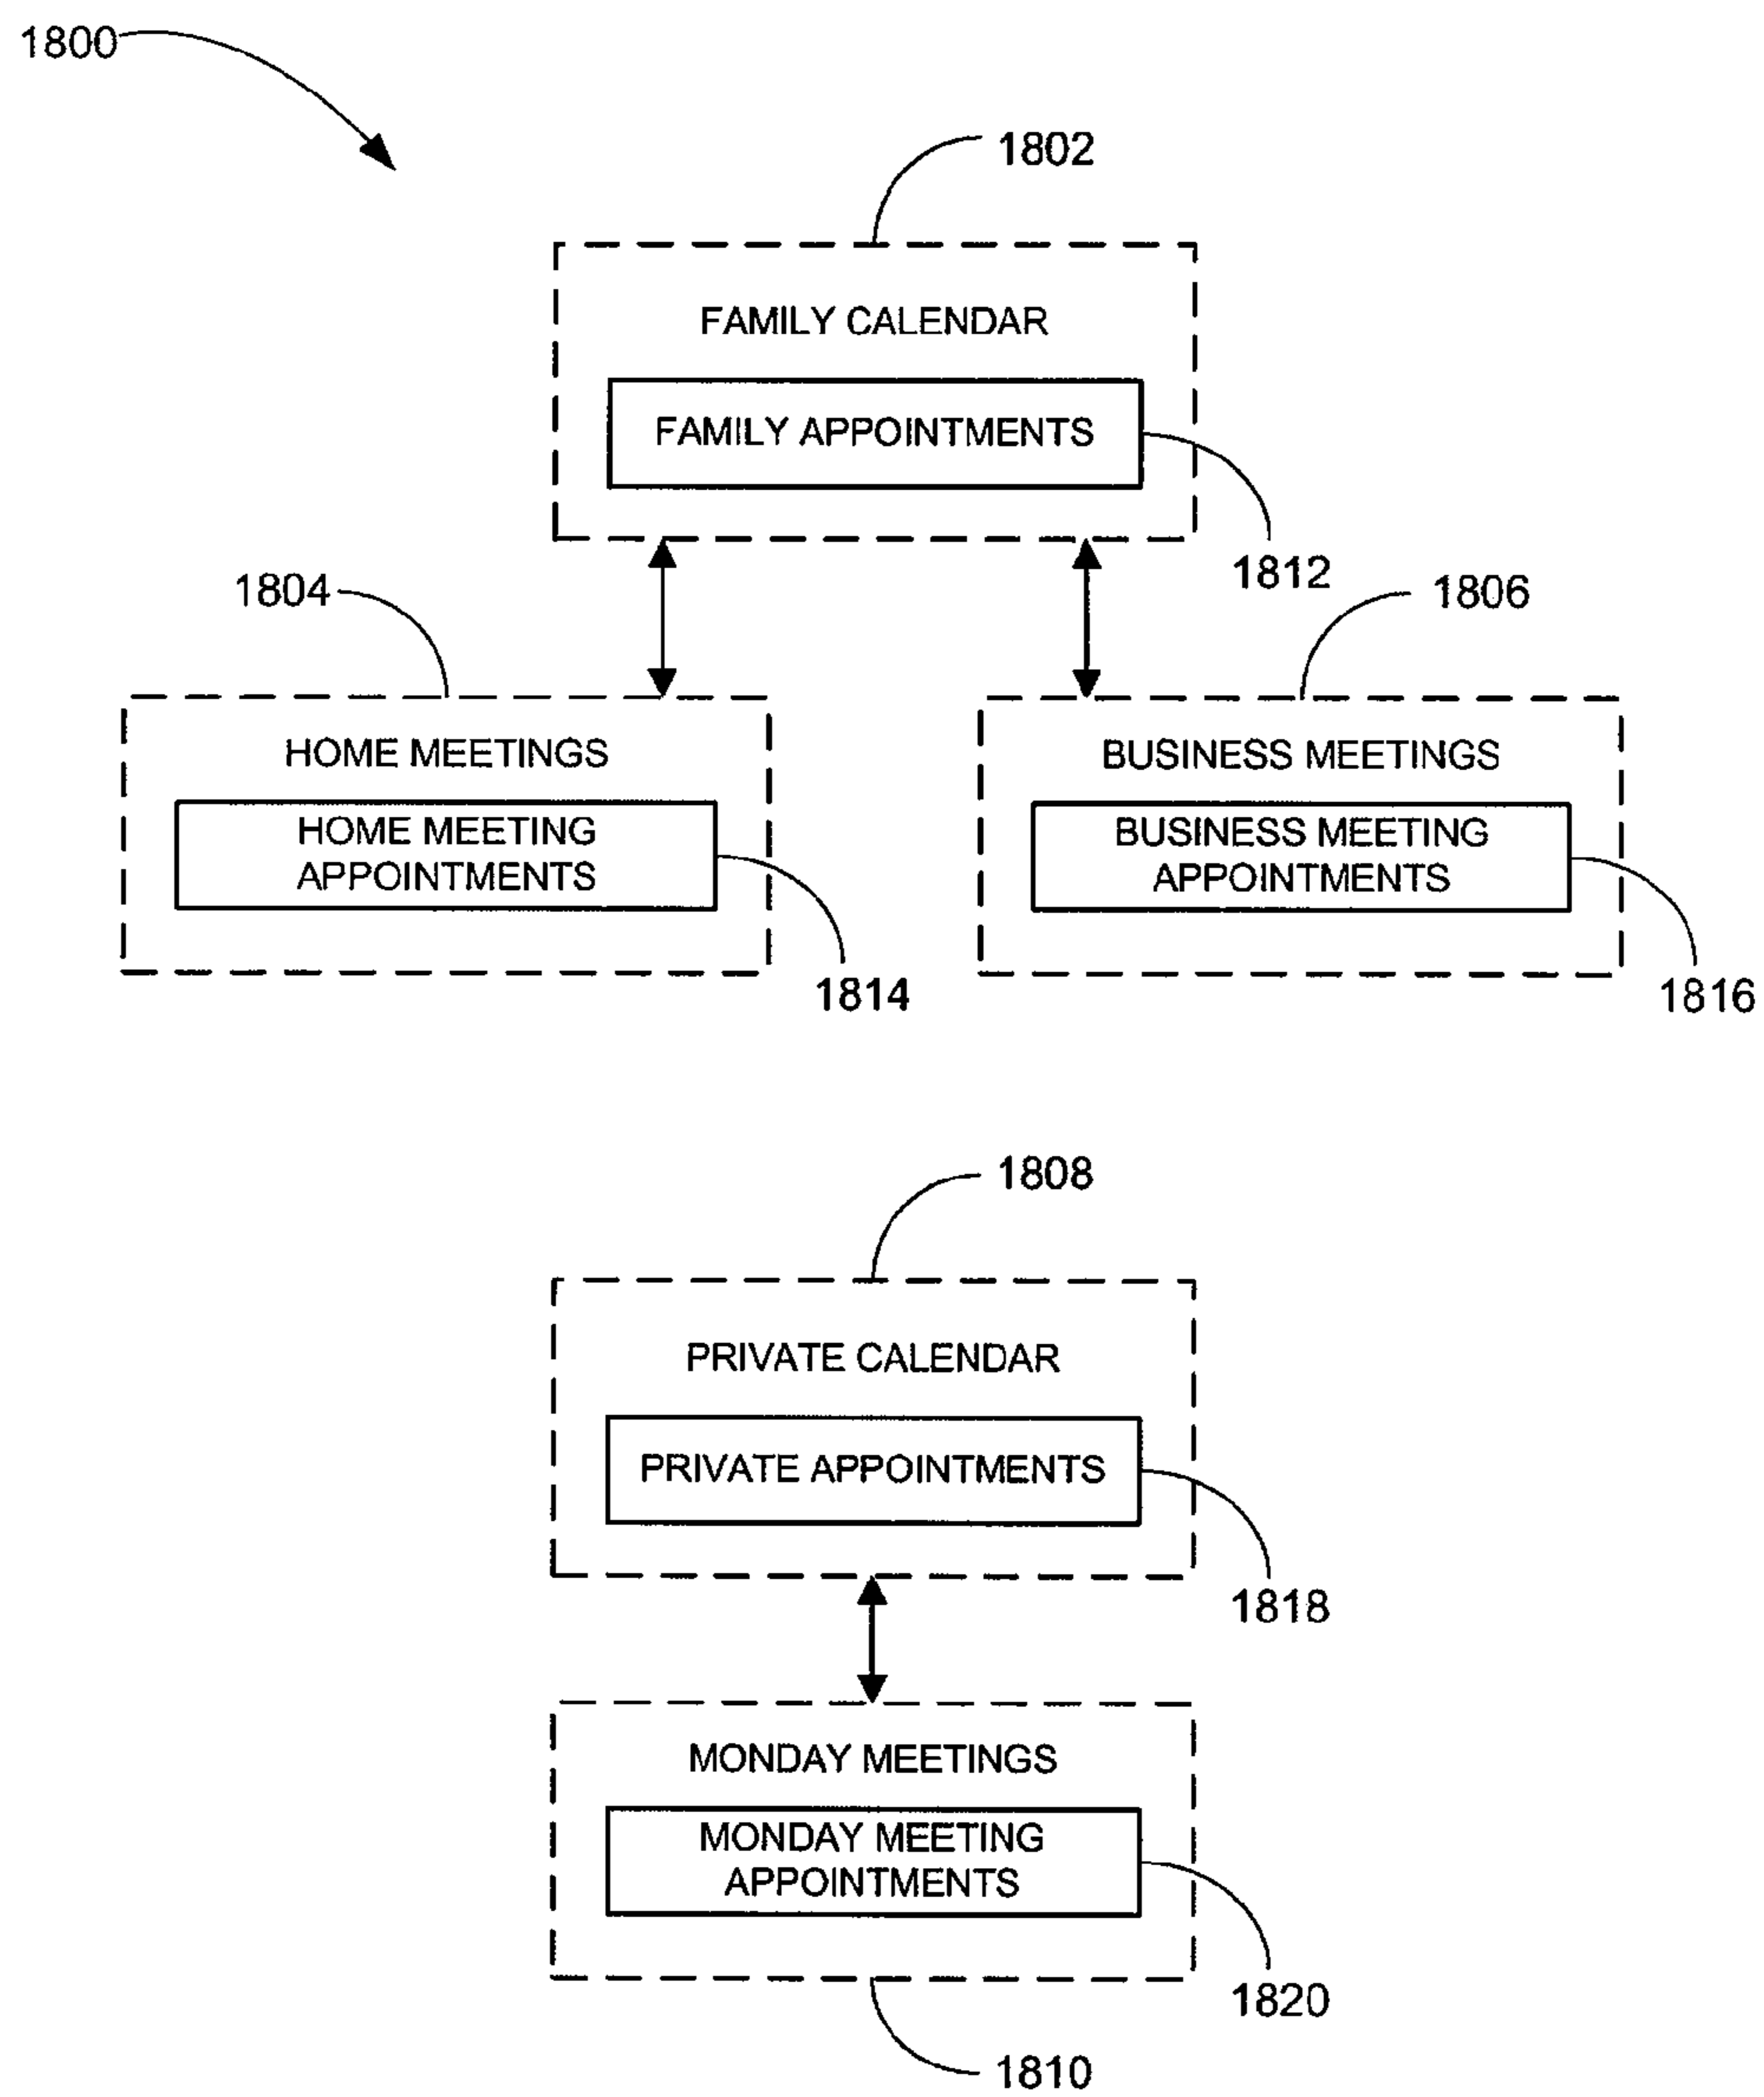 1800
1802
FAMILY CALENDAR
FAMILY APPOINTMENTS
1812
1804
1806
HOME MEETINGS
HOME MEETING
APPOINTMENTS
1814
BUSINESS MEETINGS
BUSINESS MEETING
APPOINTMENTS
1816
1808
PRIVATE CALENDAR
PRIVATE APPOINTMENTS
1818
MONDAY MEETINGS
MONDAY MEETING
APPOINTMENTS
1820
1810